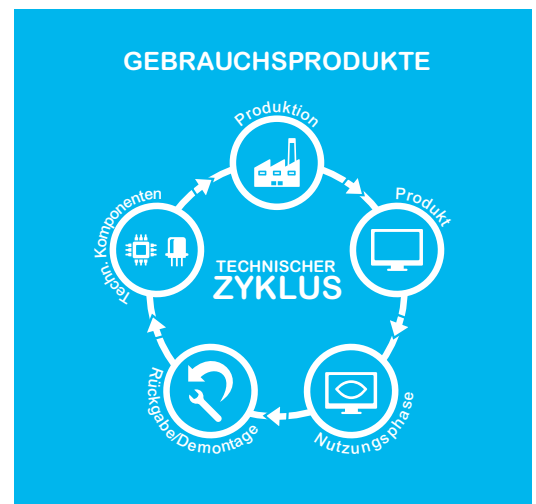 GEBRAUCHSPRODUKTE
Produktion
Produkt
Techn. Komponenten
TECHNISCHER
ZYKLUS
Rückgabe/Demontage
Nutzungsphase